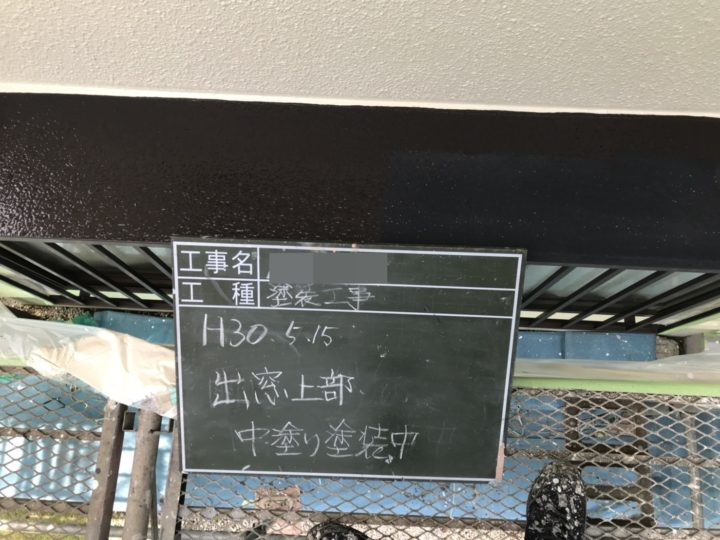 工事名
工種 塗装工事
H30.5.15
出窓上部
中塗り塗装中